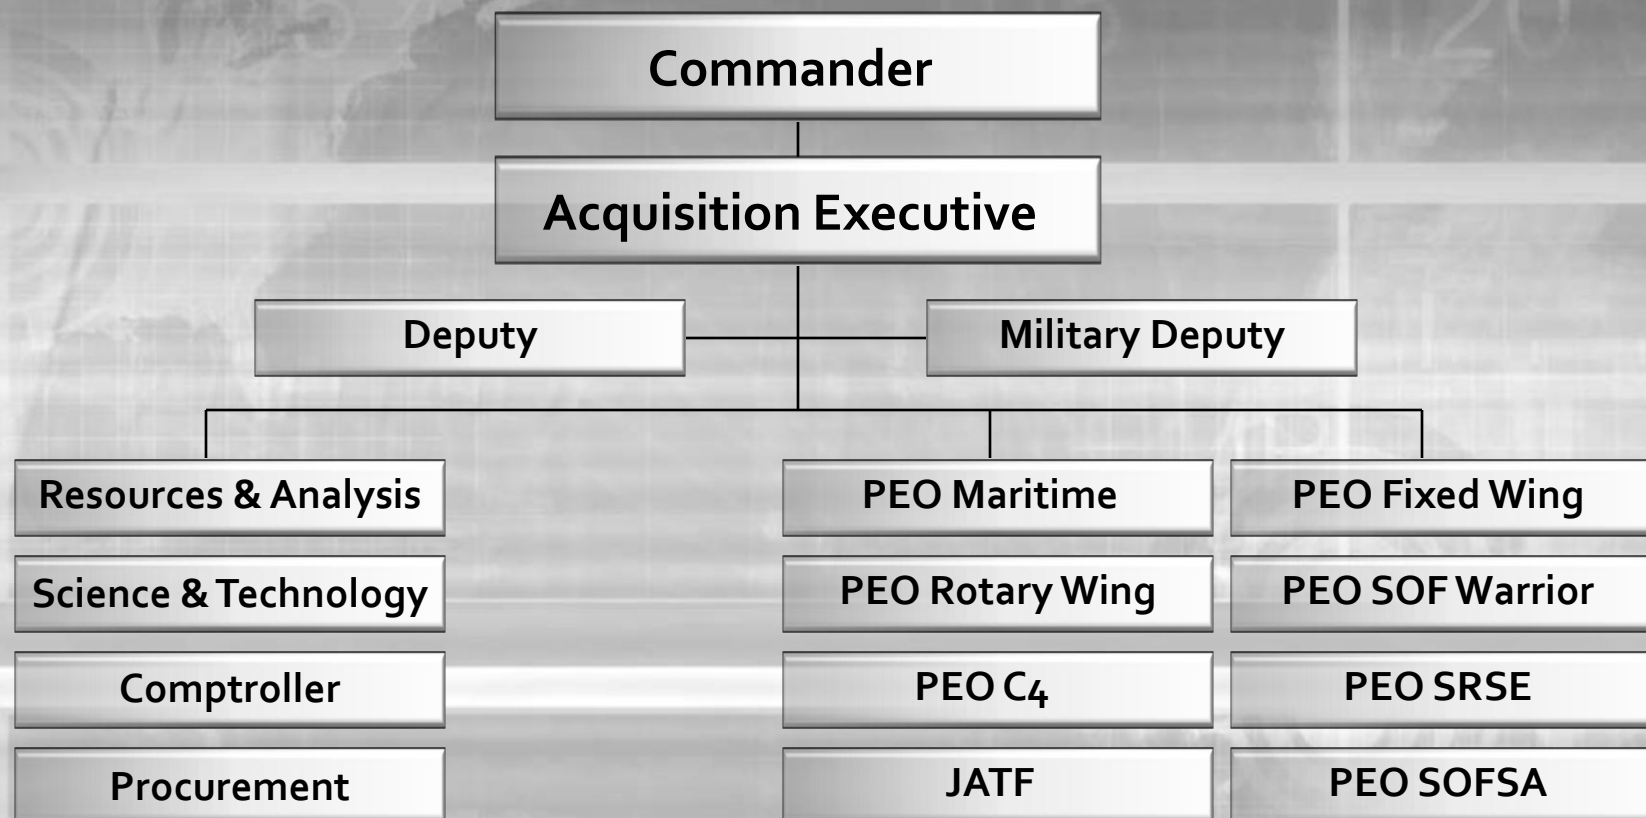 Commander
Acquisition Executive
Deputy
Military Deputy
Resources & Analysis
PEO Maritime
PEO Fixed Wing
Science & Technology
PEO Rotary Wing
PEO SOF Warrior
Comptroller
PEO C4
PEO SRSE
Procurement
JATF
PEO SOFSA